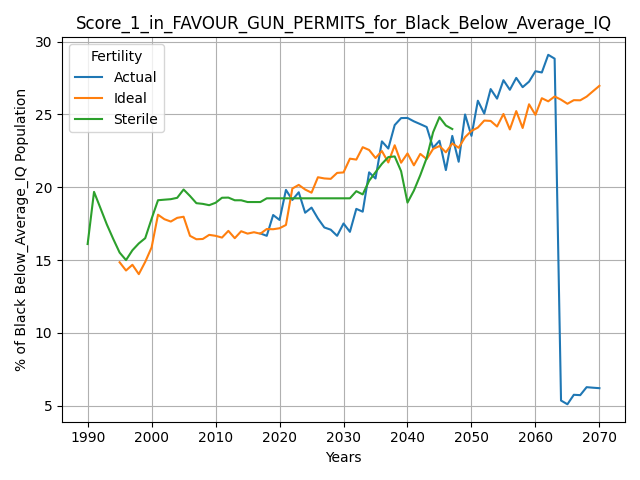 Score_1_in_FAVOUR_GUN_PERMITS_for_Black_Below_Average_IQ
Fertility
Actual
Ideal
Sterile
% of Black Below_Average_IQ Population
30
25
20
15
10
5
1990 2000 2010 2020 2030 2040 2050 2060 2070
Years